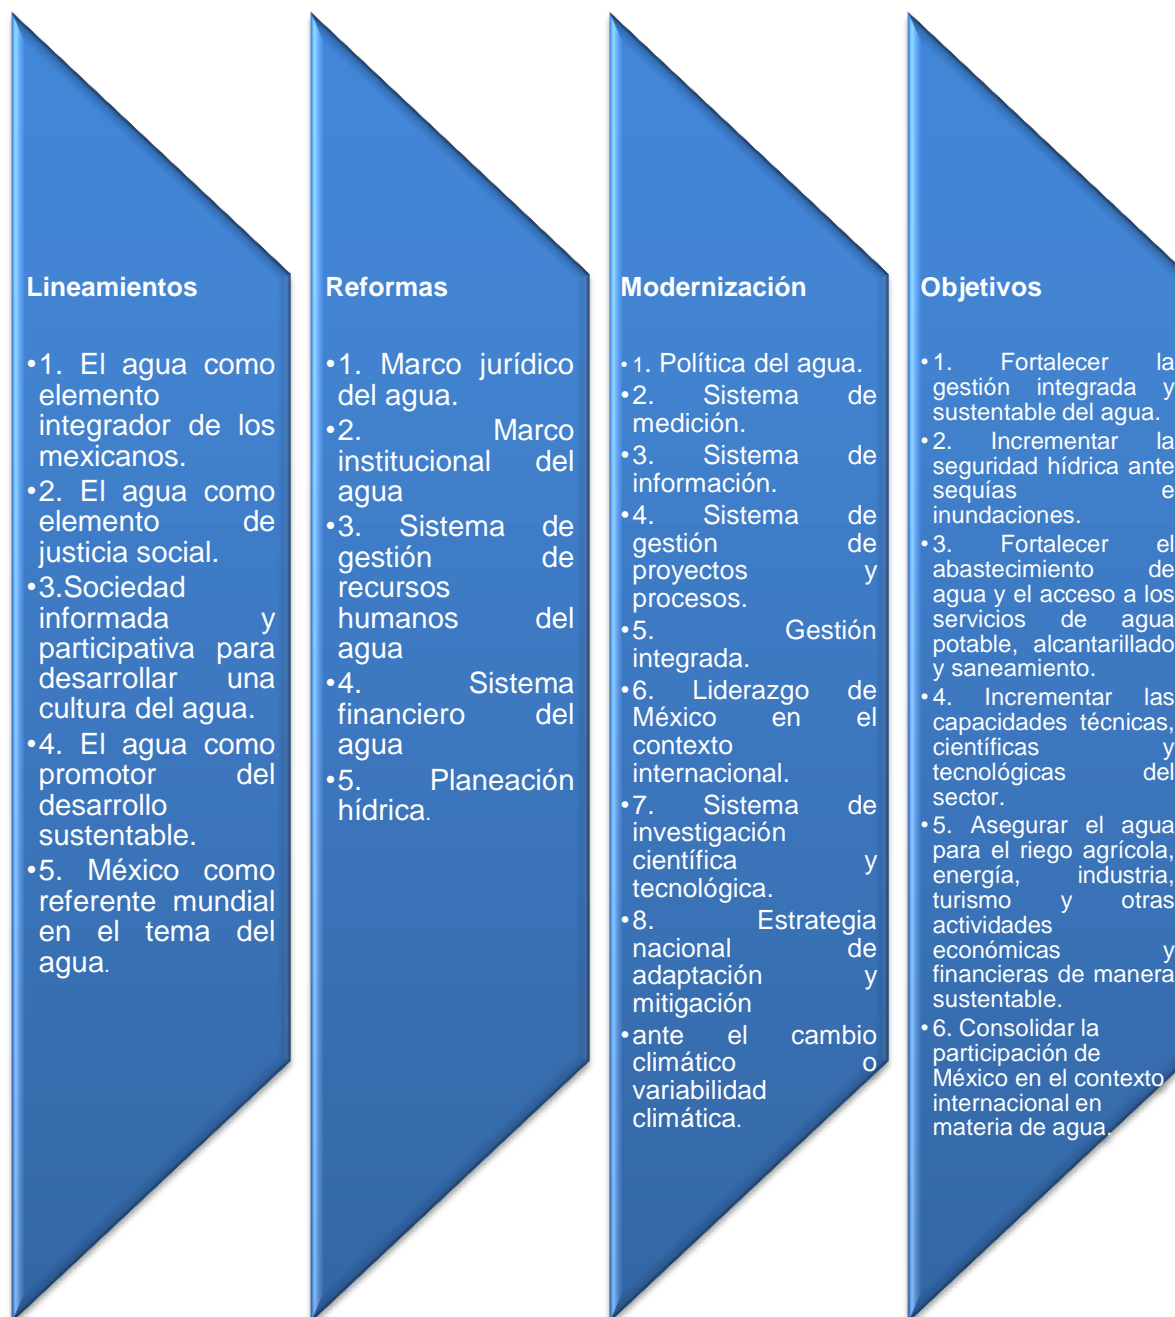 Lineamientos
•1. El agua como
elemento
integrador de los
mexicanos.
•2. El agua como
elemento de
justicia social.
•3.Sociedad
informada y
participativa para
desarrollar una
cultura del agua.
•4. El agua como
promotor del
desarrollo
sustentable.
•5. México como
referente mundial
en el tema del
agua.
Reformas
•1. Marco jurídico
del agua.
•2. Marco
institucional del
agua
•3. Sistema de
gestión de
recursos
humanos del
agua
•4. Sistema
financiero del
agua
•5. Planeación
hídrica.
Modernización
•1. Política del agua.
•2. Sistema de
medición.
•3. Sistema de
información.
•4. Sistema de
gestión de
proyectos y
procesos.
•5. Gestión
integrada.
•6. Liderazgo de
México en el
contexto
internacional.
•7. Sistema de
investigación
científica y
tecnológica.
•8. Estrategia
nacional de
adaptación y
mitigación
•ante el cambio
climático o
variabilidad
climática.
Objetivos
•1. Fortalecer la
gestión integrada y
sustentable del agua.
•2. Incrementar la
seguridad hídrica ante
sequías e
inundaciones.
•3. Fortalecer el
abastecimiento de
agua y el acceso a los
servicios de agua
potable, alcantarillado
y saneamiento.
•4. Incrementar las
capacidades técnicas,
científicas y
tecnológicas del
sector.
•5. Asegurar el agua
para el riego agrícola,
energía, industria,
turismo y otras
actividades
económicas y
financieras de manera
sustentable.
•6. Consolidar la
participación de
México en el contexto
internacional en
materia de agua.